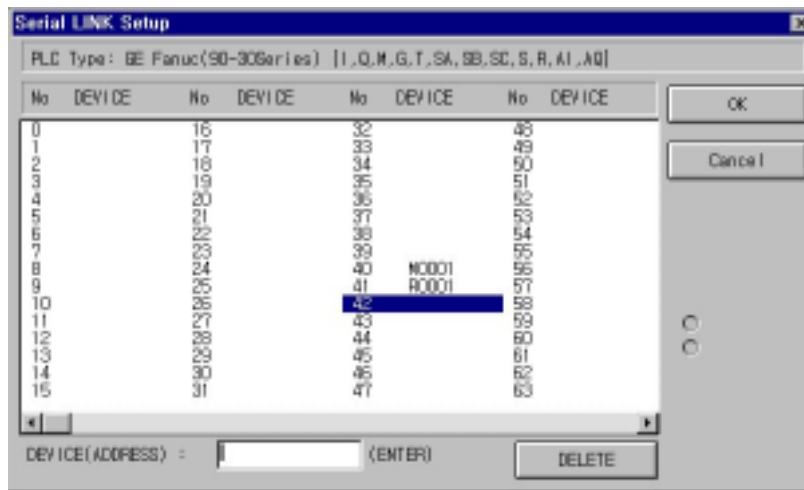 Serial LINK Setup
PLC Type: GE Fanuc(90-30Series) [I,Q,M,G,T,SA,SB,SC,S,R,AI,AQ]
No DEVICE No DEVICE No DEVICE No DEVICE
OK
0 16 32 48
1 17 33 49
2 18 34 50
Cancel
3 19 35 51
4 20 36 52
5 21 37 53
6 22 38 54
7 23 39 55
8 24 40 M0001 56
9 25 41 R0001 57
10 26 42 58
11 27 43 59
12 28 44 60
13 29 45 61
14 30 46 62
15 31 47 63
DEVICE(ADDRESS) : (ENTER) DELETE